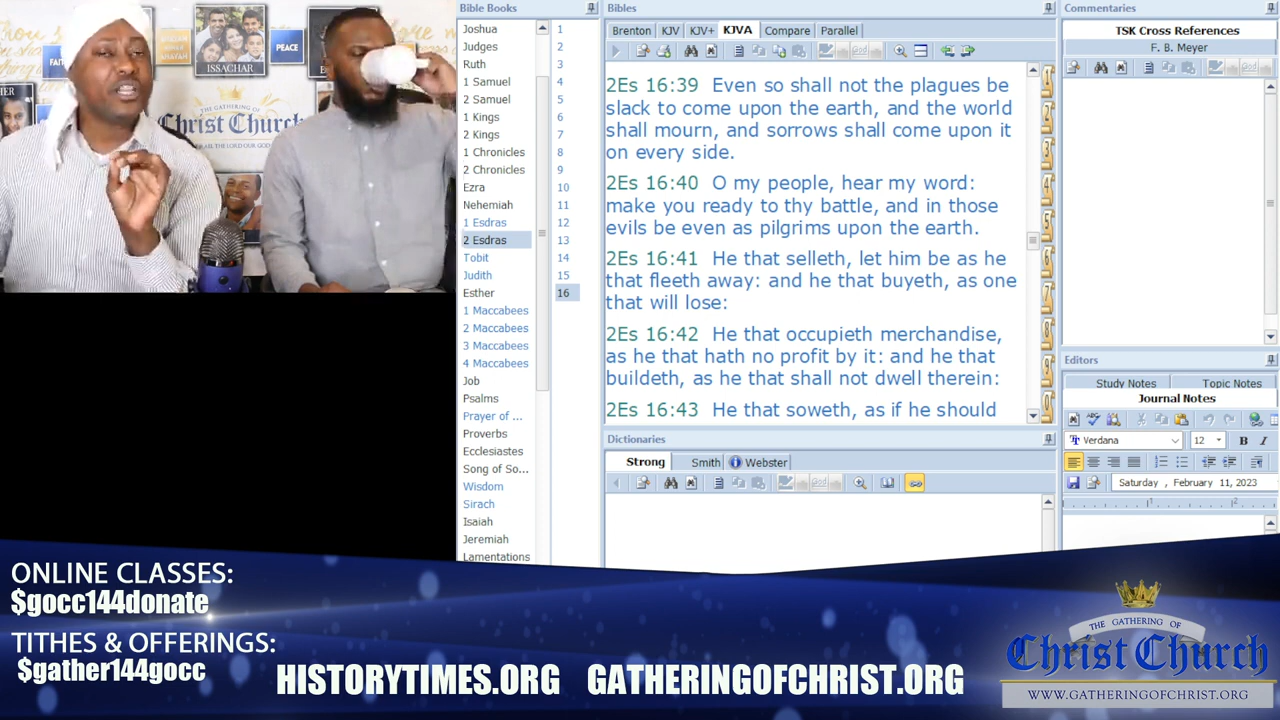 FAITH
ISSACHAR
PEACE
THE GATHERING OF
Christ Church
Bible Books
Joshua
Judges
Ruth
1 Samuel
2 Samuel
1 Kings
2 Kings
1 Chronicles
2 Chronicles
Ezra
Nehemiah
1 Esdras
2 Esdras
Tobit
Judith
Esther
1 Maccabees
2 Maccabees
3 Maccabees
4 Maccabees
Job
Psalms
Prayer of ...
Proverbs
Ecclesiastes
Song of So...
Wisdom
Sirach
Isaiah
Jeremiah
Lamentations
1
2
3
4
5
6
7
8
9
10
11
12
13
14
15
16
Bibles
Brenton KJV KJV+ KJVA Compare Parallel
2Es 16:39 Even so shall not the plagues be
slack to come upon the earth, and the world
shall mourn, and sorrows shall come upon it
on every side.
2Es 16:40 O my people, hear my word:
make you ready to thy battle, and in those
evils be even as pilgrims upon the earth.
2Es 16:41 He that selleth, let him be as he
that fleeth away: and he that buyeth, as one
that will lose:
2Es 16:42 He that occupieth merchandise,
as he that hath no profit by it: and he that
buildeth, as he that shall not dwell therein:
2Es 16:43 He that soweth, as if he should
Dictionaries
Strong Smith Webster
Commentaries
TSK Cross References
F. B. Meyer
Editors
Study Notes Topic Notes
Journal Notes
Verdana 12 B I
Saturday , February 11, 2023
1 2
ONLINE CLASSES:
$gocc144donate
TITHES & OFFERINGS:
$gather144gocc
HISTORYTIMES.ORG GATHERINGOFCHRIST.ORG
THE GATHERING OF
Christ Church
WWW.GATHERINGOFCHRIST.ORG